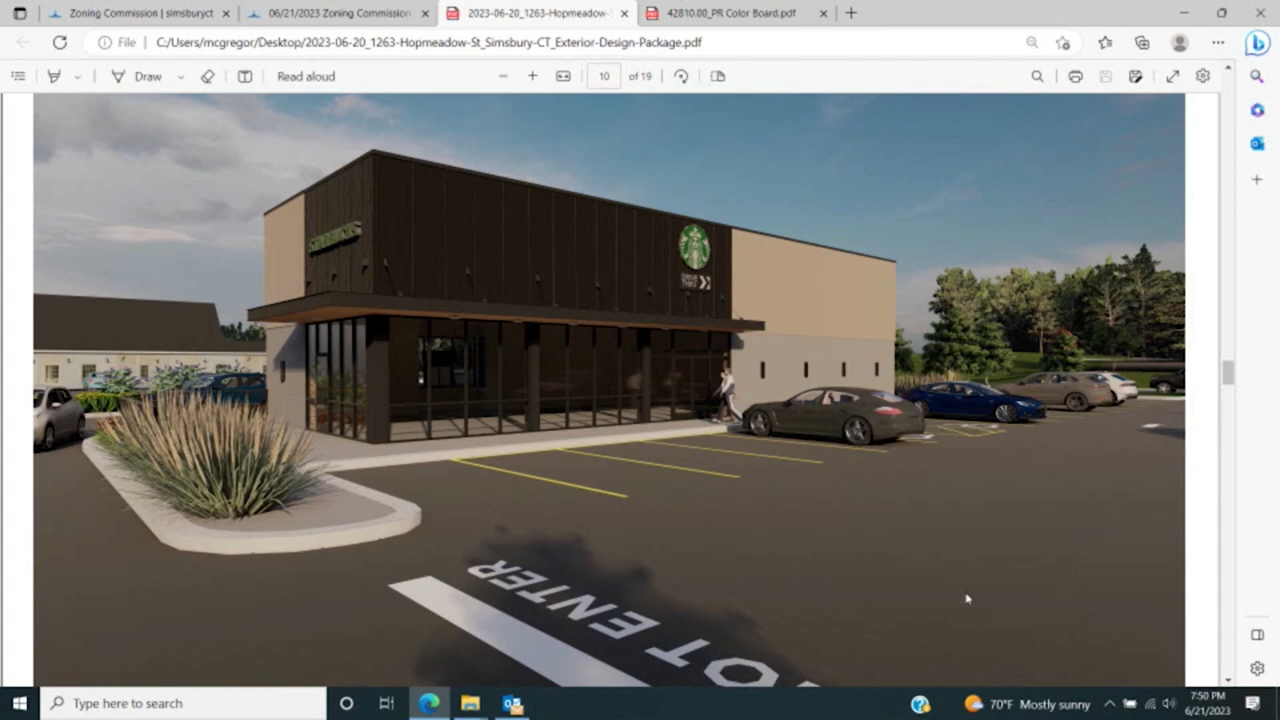 Zoning Commission | simsburyct
06/21/2023 Zoning Commission
2023-06-20_1263-Hopmeadow-
42810.00_PR Color Board.pdf
File
C:/Users/mcgregor/Desktop/2023-06-20_1263-Hopmeadow-St_Simsbury-CT_Exterior-Design-Package.pdf
Draw
Read aloud
10 of 19
STARBUCKS
DRIVE
THRU
NOT ENTER
Type here to search
70°F Mostly sunny
7:50 PM
6/21/2023